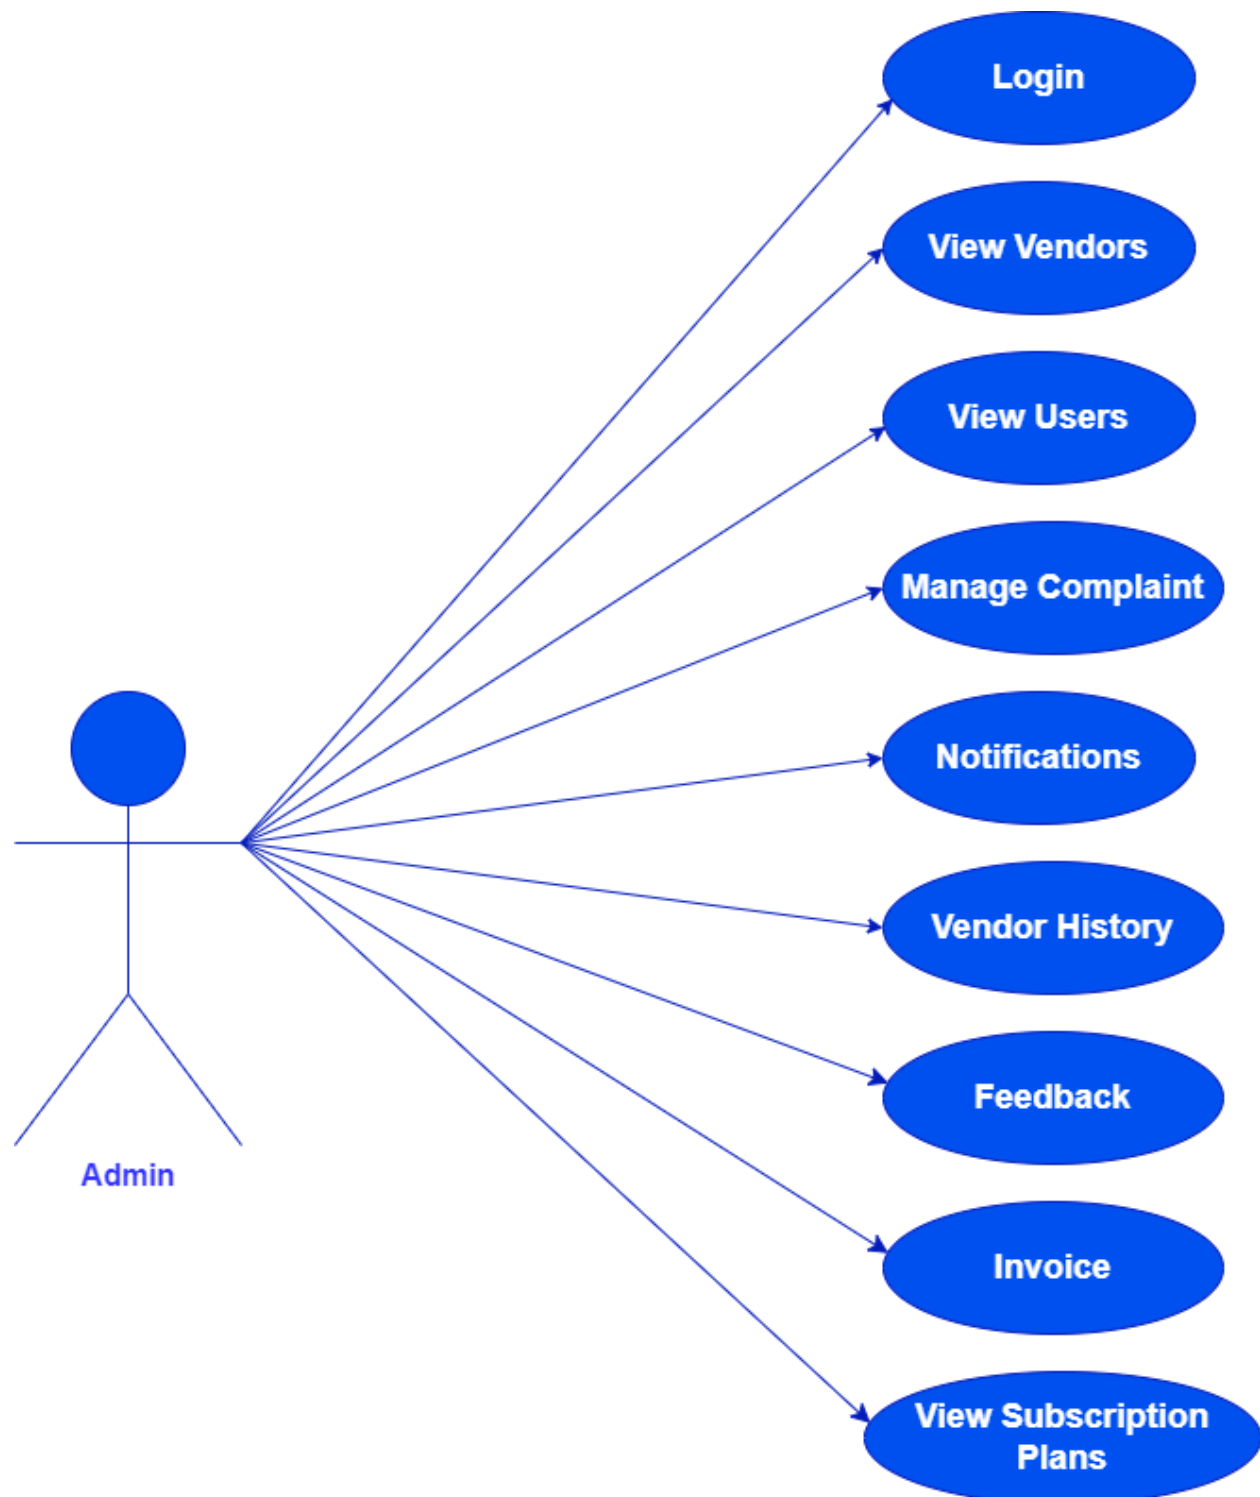 Login
View Vendors
View Users
Manage Complaint
Notifications
Vendor History
Feedback
Admin
Invoice
View Subscription
Plans